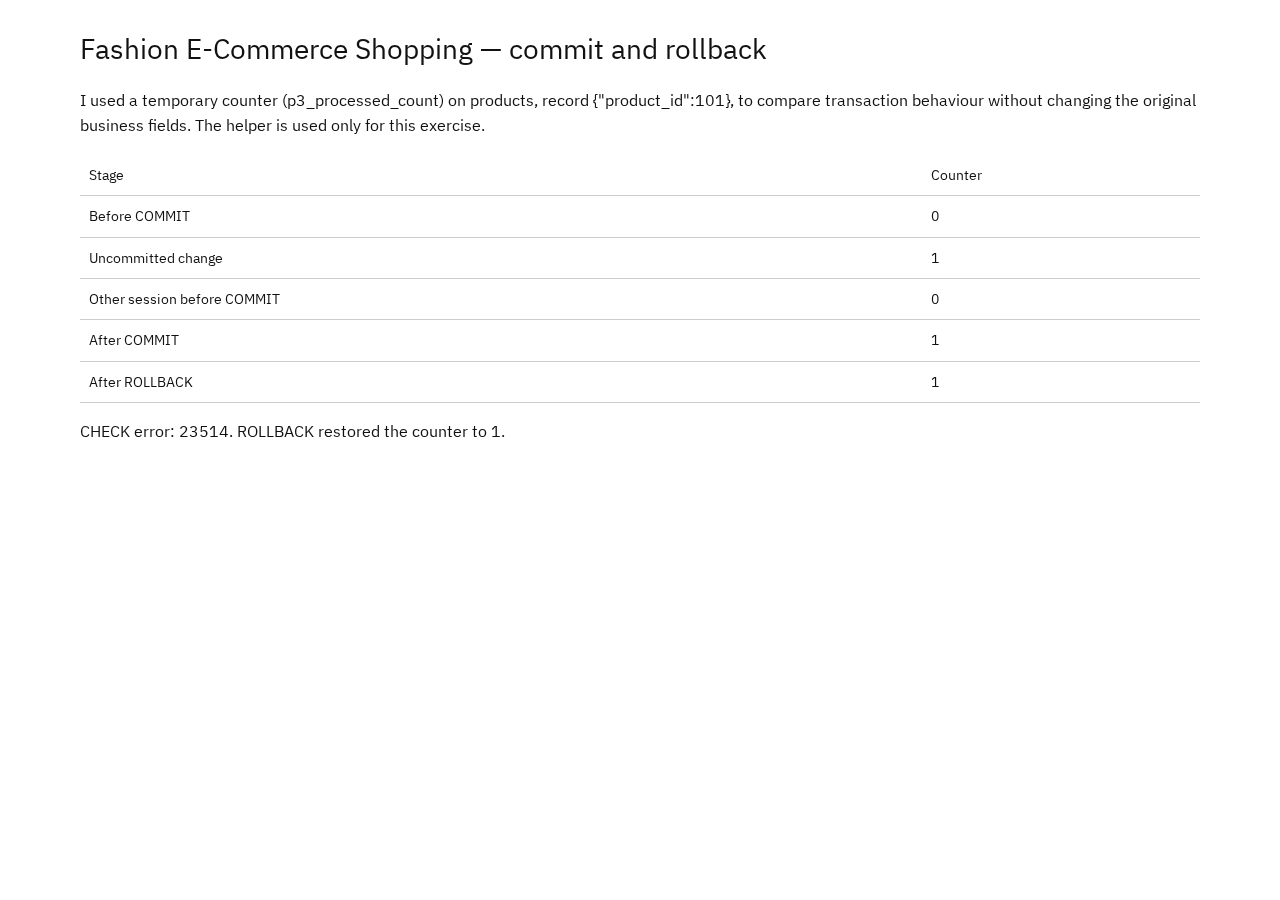 Fashion E-Commerce Shopping — commit and rollback
I used a temporary counter (p3_processed_count) on products, record {"product_id":101}, to compare transaction behaviour without changing the original
business fields. The helper is used only for this exercise.
Stage Counter
Before COMMIT 0
Uncommitted change 1
Other session before COMMIT 0
After COMMIT 1
After ROLLBACK 1
CHECK error: 23514. ROLLBACK restored the counter to 1.